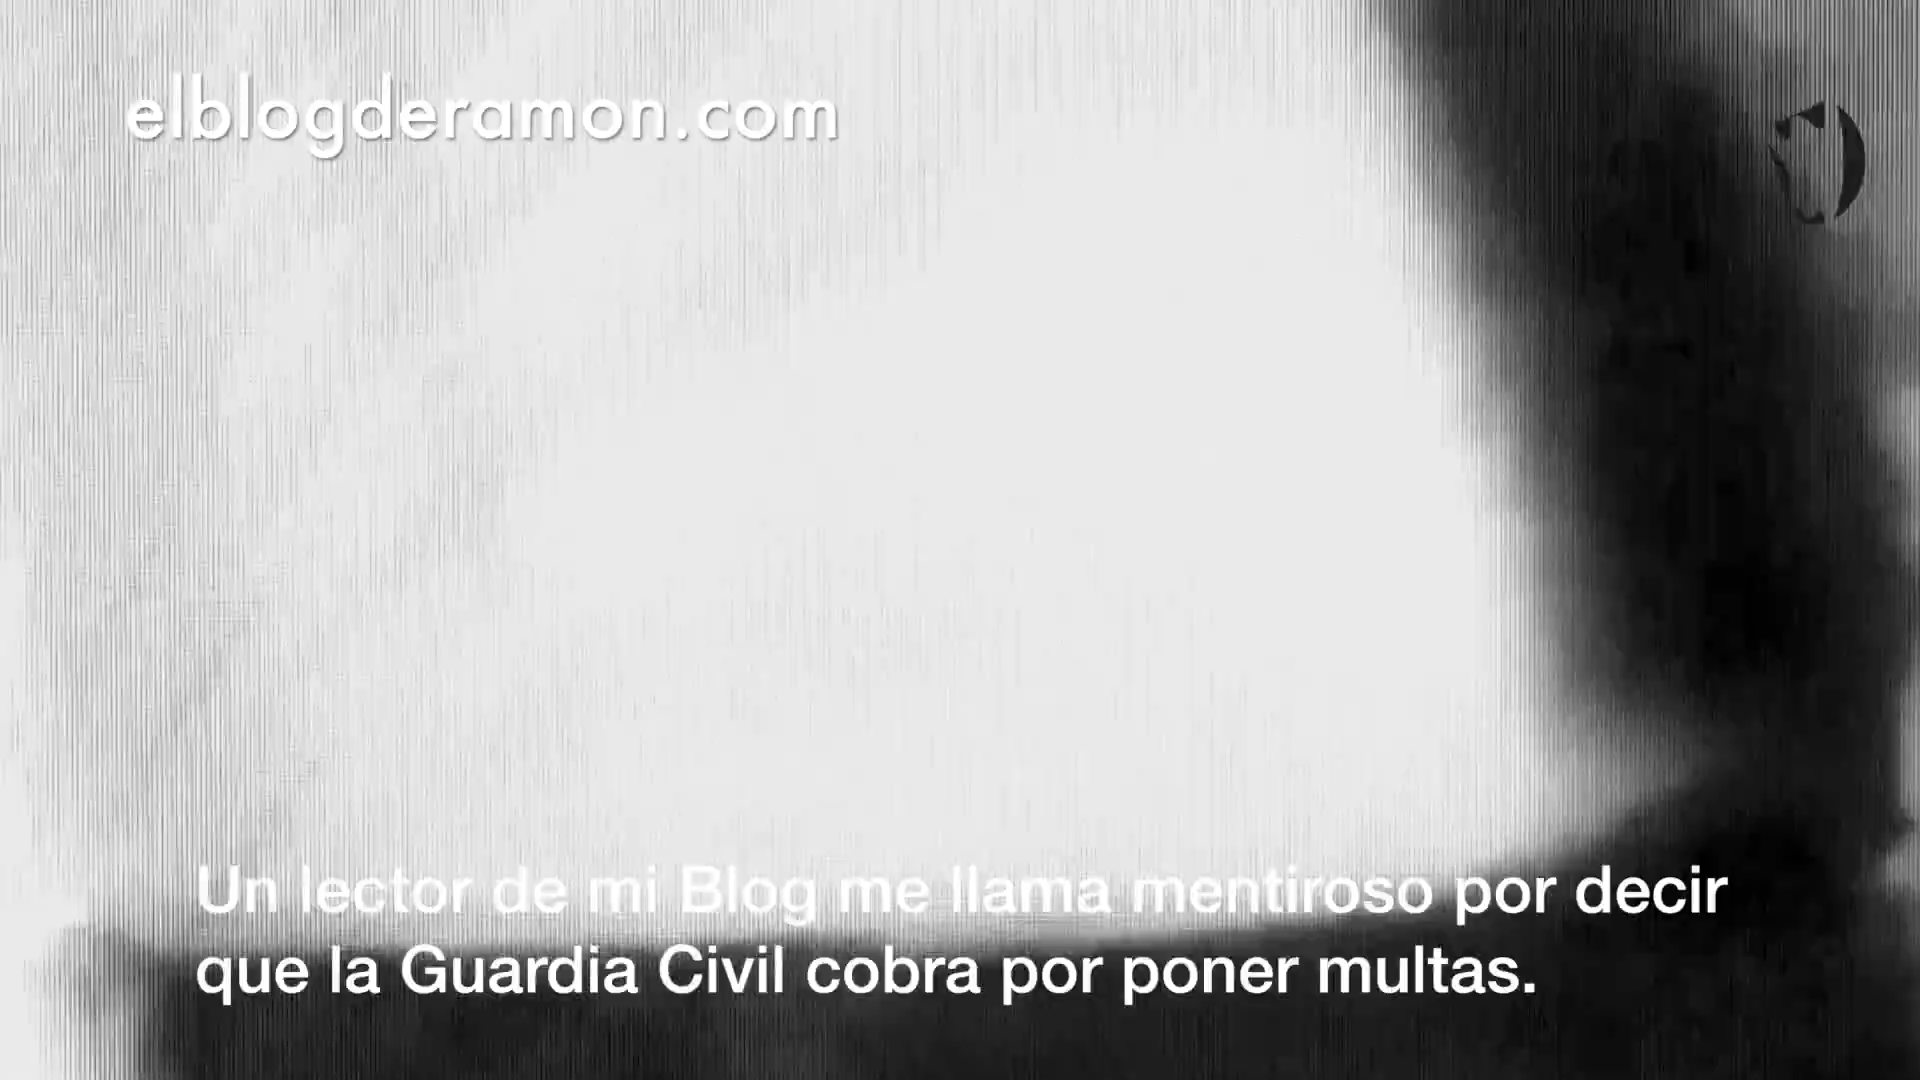 elblogderamon.com
Un lector de mi Blog me llama mentiroso por decir
que la Guardia Civil cobra por poner multas.